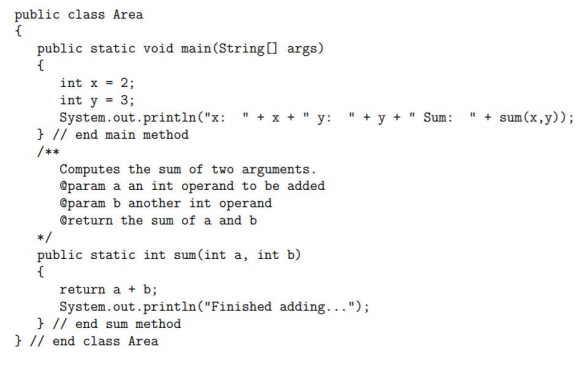 public class Area
{
public static void main(String[] args)
{
int x = 2;
int y = 3;
System.out.println("x:  " + x + " y:  " + y + " Sum:  " + sum(x,y));
} // end main method
/**
Computes the sum of two arguments.
@param a an int operand to be added
@param b another int operand
@return the sum of a and b
*/
public static int sum(int a, int b)
{
return a + b;
System.out.println("Finished adding...");
} // end sum method
} // end class Area